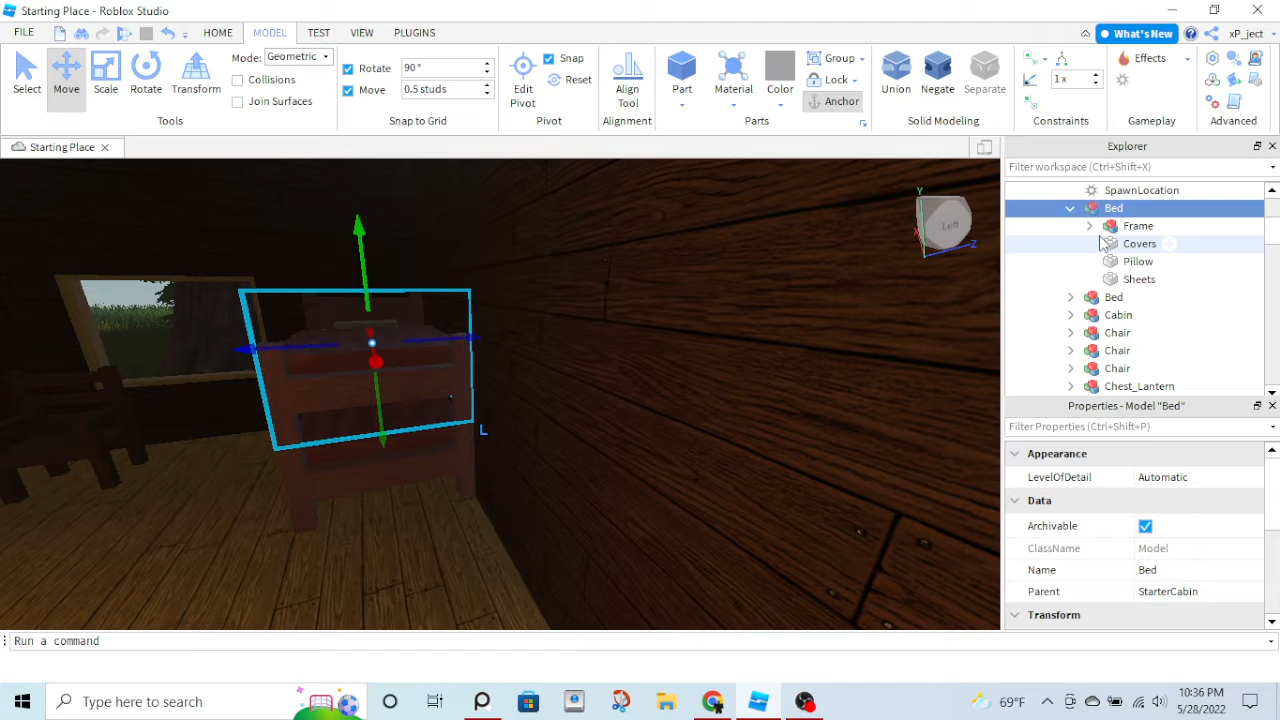 Starting Place - Roblox Studio
FILE HOME MODEL TEST VIEW PLUGINS What's New xP_ject
Select Move Scale Rotate Transform
Mode: Geometric
Collisions
Join Surfaces
Tools
Rotate 90°
Move 0.5 studs
Snap to Grid
Edit Pivot
Snap
Reset
Pivot
Align Tool
Alignment
Part Material Color
Group
Lock
Anchor
Parts
Union Negate Separate
Solid Modeling
1x
Constraints
Effects
Gameplay
Advanced
Starting Place
Explorer
Filter workspace (Ctrl+Shift+X)
SpawnLocation
Bed
Frame
Covers
Pillow
Sheets
Bed
Cabin
Chair
Chair
Chair
Chest_Lantern
Y
Left
X
Z
L
Properties - Model "Bed"
Filter Properties (Ctrl+Shift+P)
Appearance
LevelOfDetail Automatic
Data
Archivable
ClassName Model
Name Bed
Parent StarterCabin
Transform
Run a command
Type here to search
69°F
10:36 PM
5/28/2022